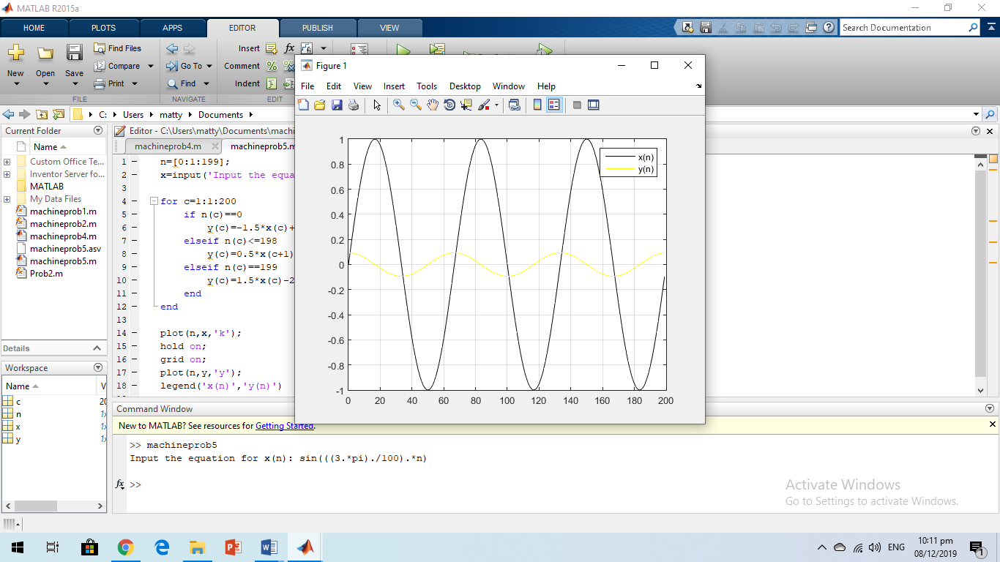 MATLAB R2015a
HOME PLOTS APPS EDITOR PUBLISH VIEW
Search Documentation
New Open Save
Find Files
Compare
Print
Go To
Find
Insert fx
Comment
Indent
FILE NAVIGATE EDIT
C: Users matty Documents
Current Folder
Name
Custom Office Te...
Inventor Server fo...
MATLAB
My Data Files
machineprob1.m
machineprob2.m
machineprob4.m
machineprob5.asv
machineprob5.m
Prob2.m
Details
Workspace
Name
c
n
x
y
Editor - C:\Users\matty\Documents\machi
machineprob4.m machineprob5.m
1 n=[0:1:199];
2 x=input('Input the equa
3
4 for c=1:1:200
5 if n(c)==0
6 y(c)=-1.5*x(c)+
7 elseif n(c)<=198
8 y(c)=0.5*x(c+1)
9 elseif n(c)==199
10 y(c)=1.5*x(c)-2
11 end
12 end
13
14 plot(n,x,'k');
15 hold on;
16 grid on;
17 plot(n,y,'y');
18 legend('x(n)','y(n)')
Figure 1
File Edit View Insert Tools Desktop Window Help
1
0.8
0.6
0.4
0.2
0
-0.2
-0.4
-0.6
-0.8
-1
0 20 40 60 80 100 120 140 160 180 200
x(n)
y(n)
Command Window
New to MATLAB? See resources for Getting Started.
>> machineprob5
Input the equation for x(n): sin(((3.*pi)./100).*n)
fx >>
Activate Windows
Go to Settings to activate Windows.
ENG
10:11 pm
08/12/2019
1